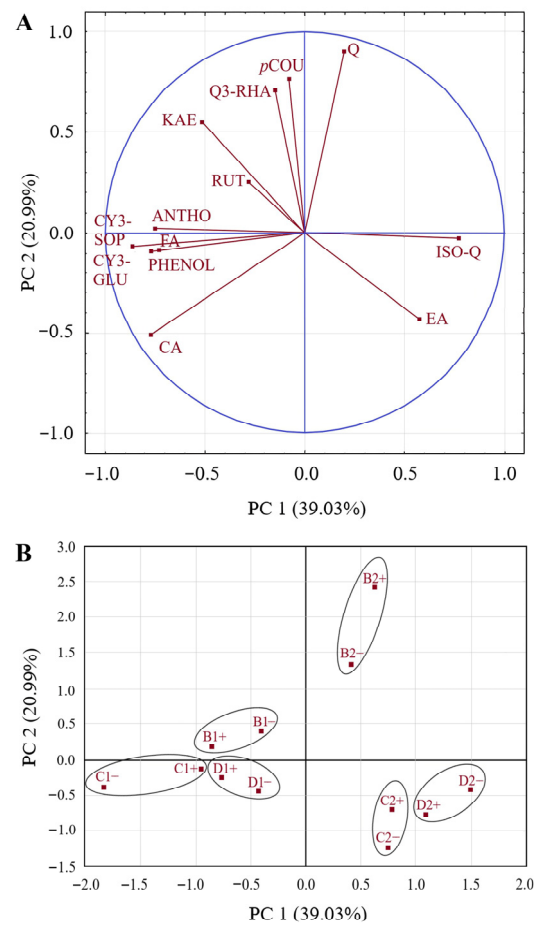 A
1.0
Q
pCOU
Q3-RHA
KAE
0.5
RUT
ANTHO
CY3-
SOP
FA
0.0
CY3-
GLU
PHENOL
ISO-Q
EA
CA
−0.5
−1.0
PC 2 (20.99%)
−1.0
−0.5
0.0
0.5
1.0
PC 1 (39.03%)
B
3.0
2.5
2.0
1.5
1.0
0.5
0.0
−0.5
−1.0
−1.5
PC 2 (20.99%)
B2+
B2−
B1−
B1+
C1−
C1+
D1+
D1−
D2−
C2+
D2+
C2−
−2.0
−1.5
−1.0
−0.5
0.0
0.5
1.0
1.5
2.0
PC 1 (39.03%)